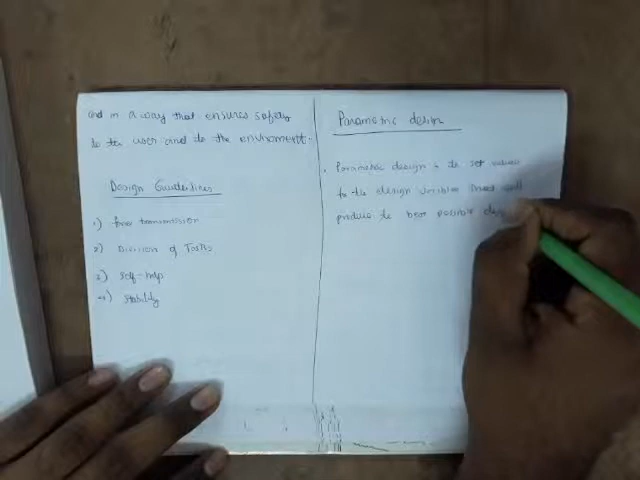 and in a way that ensures safety
to the user and to the environment.
Design Guidelines
1) force transmission
2) Division of Tasks
3) Self-help
4) Stability
Parametric design
Parametric design is to set values
to the design variables that will
produce the best possible